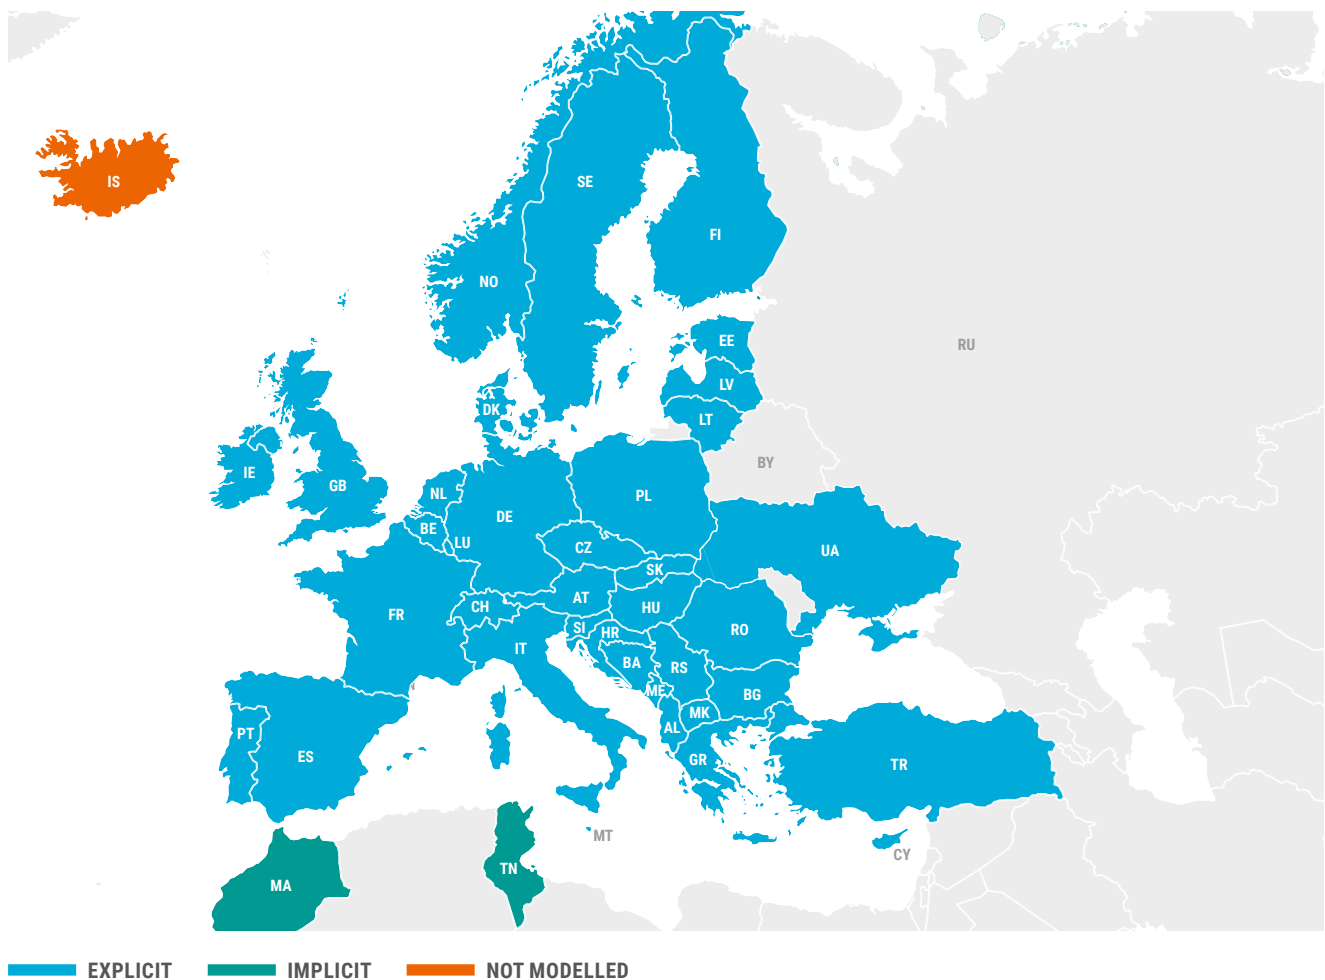 IS
SE
FI
NO
EE
RU
LV
DK
LT
BY
IE
GB
NL
PL
DE
BE
LU
CZ
UA
SK
AT
HU
CH
FR
SI
HR
RO
IT
BA
RS
ME
BG
MK
PT
AL
ES
GR
TR
MT
CY
TN
MA
EXPLICIT IMPLICIT NOT MODELLED